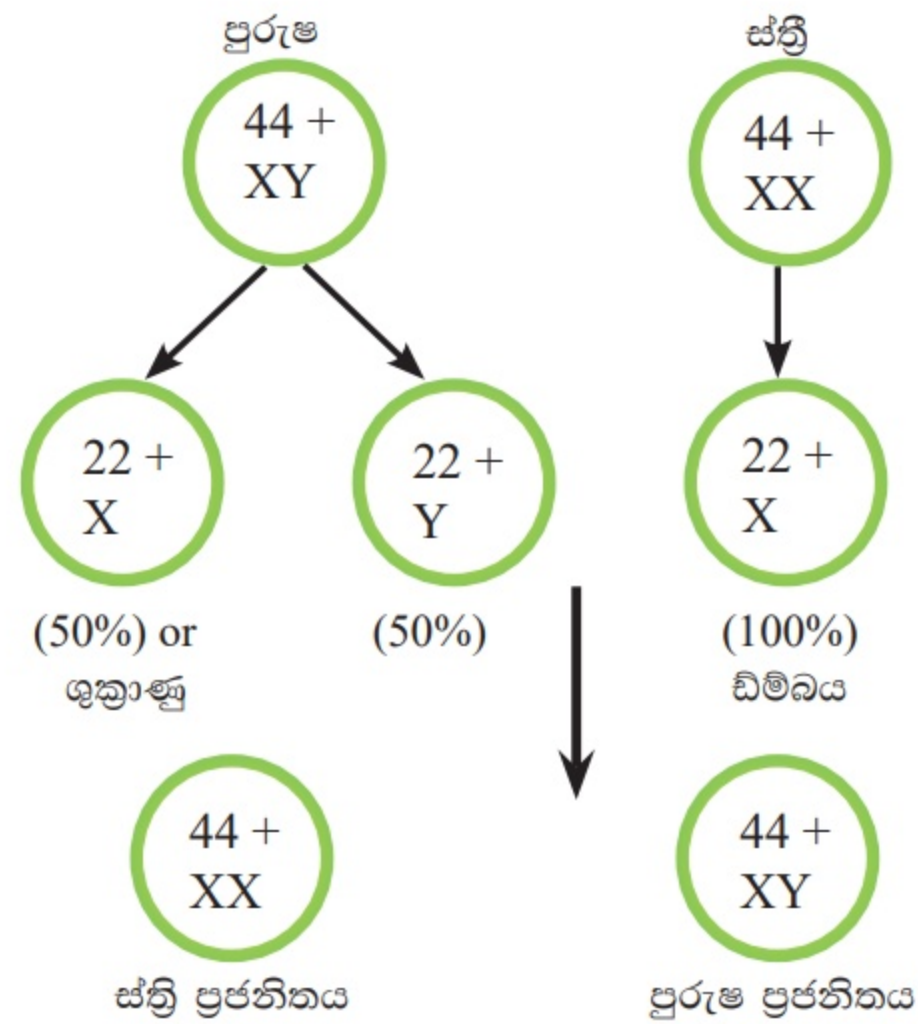 පුරුෂ
ස්ත්‍රී
44 +
XY
44 +
XX
22 +
X
22 +
Y
22 +
X
(50%) or
(50%)
(100%)
ශුක්‍රාණු
ඩිම්බය
44 +
XX
44 +
XY
ස්ත්‍රි ප්‍රජනිතය
පුරුෂ ප්‍රජනිතය